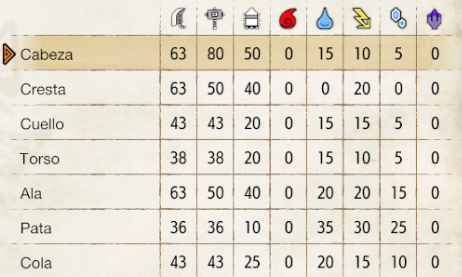 Cabeza 63 80 50 0 15 10 5 0
Cresta 63 50 40 0 0 20 0 0
Cuello 43 43 20 0 15 15 5 0
Torso 38 38 20 0 15 10 5 0
Ala 63 50 40 0 20 20 15 0
Pata 36 36 10 0 35 30 25 0
Cola 43 43 25 0 20 15 10 0